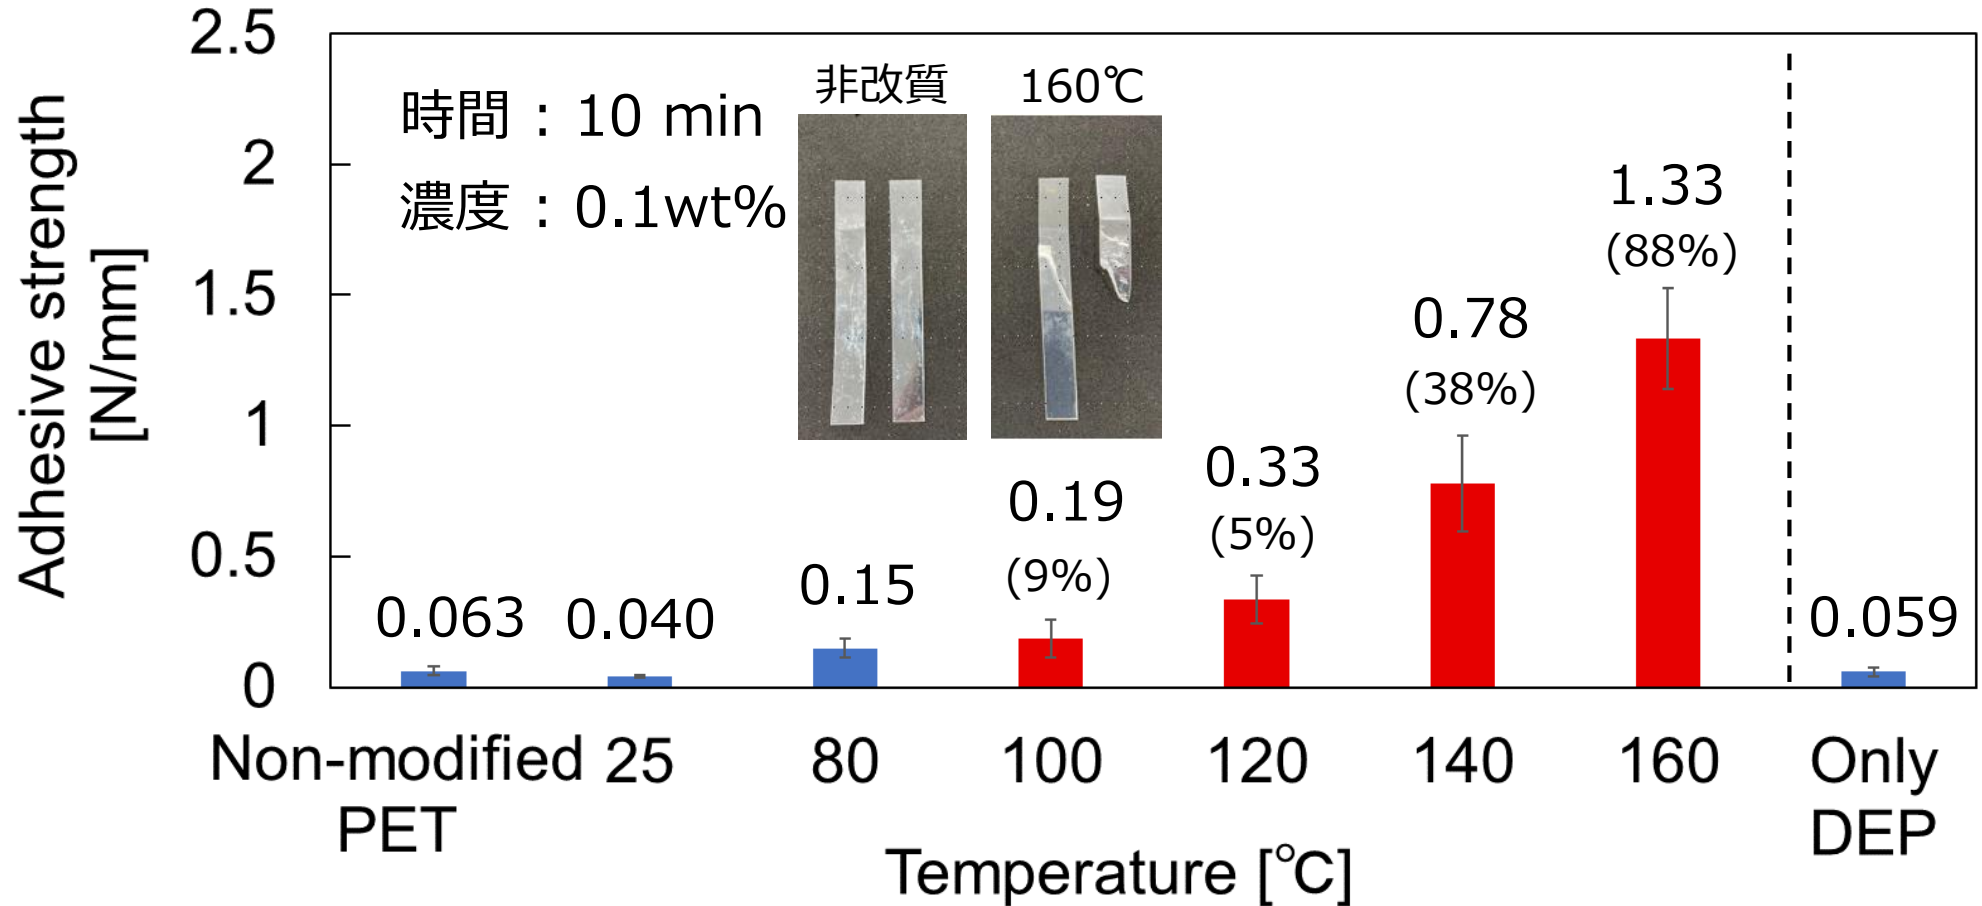 Adhesive strength
[N/mm]
2.5
2
1.5
1
0.5
0
時間：10 min
濃度：0.1wt%
非改質
160℃
0.063
0.040
0.15
0.19
(9%)
0.33
(5%)
0.78
(38%)
1.33
(88%)
0.059
Non-modified
PET
25
80
100
120
140
160
Only
DEP
Temperature [℃]